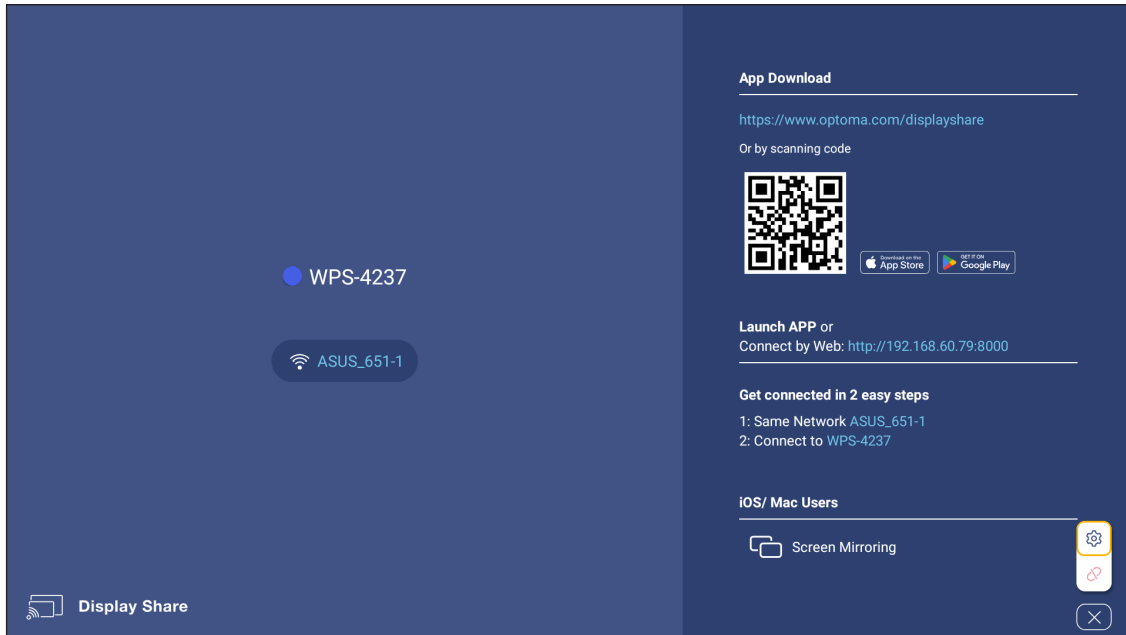 WPS-4237
ASUS_651-1
Display Share
App Download
https://www.optoma.com/displayshare
Or by scanning code
Download on the
App Store
GET IT ON
Google Play
Launch APP or
Connect by Web: http://192.168.60.79:8000
Get connected in 2 easy steps
1: Same Network ASUS_651-1
2: Connect to WPS-4237
iOS/ Mac Users
Screen Mirroring